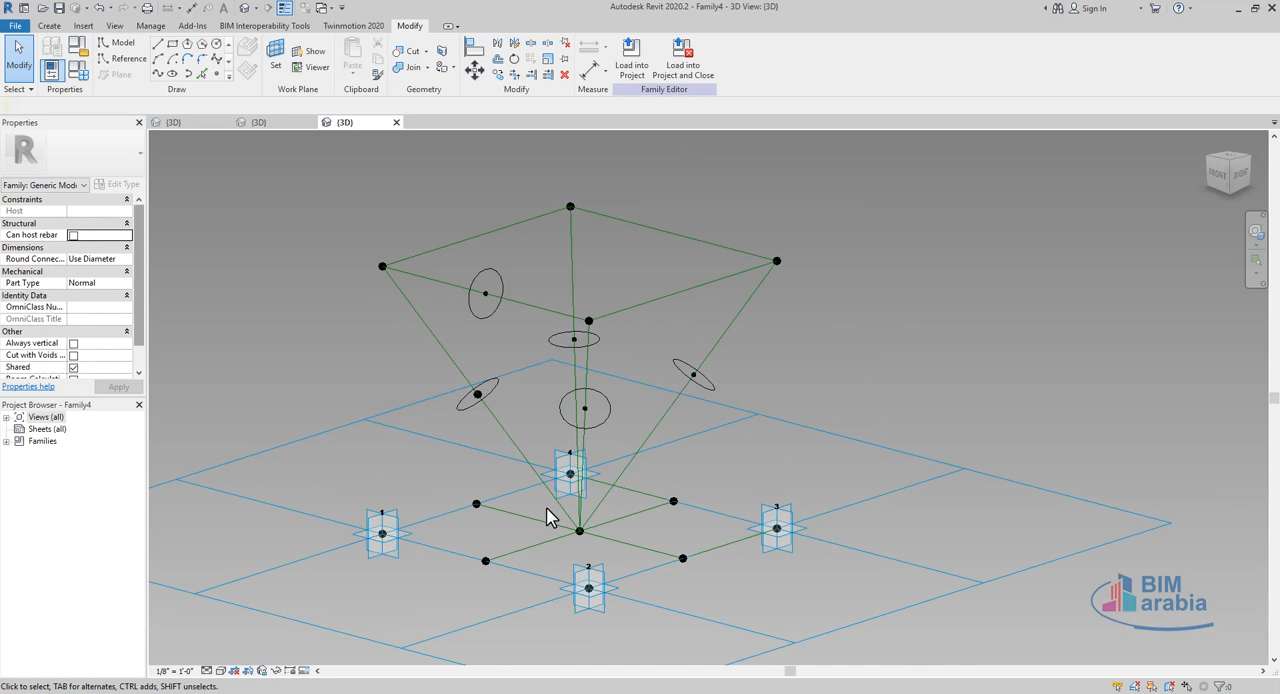 Autodesk Revit 2020.2 - Family4 - 3D View: {3D}
Sign In
File Create Insert View Manage Add-Ins BIM Interoperability Tools Twinmotion 2020 Modify
Modify
Model
Reference
Plane
Set
Show
Viewer
Paste
Cut
Join
Load into
Project
Load into
Project and Close
Select Properties Draw Work Plane Clipboard Geometry Modify Measure Family Editor
Properties
{3D}
{3D}
{3D}
R
Family: Generic Mode
Edit Type
Constraints
Host
Structural
Can host rebar
Dimensions
Round Connec... Use Diameter
Mechanical
Part Type Normal
Identity Data
OmniClass Nu...
OmniClass Title
Other
Always vertical
Cut with Voids ...
Shared
Properties help
Apply
Project Browser - Family4
Views (all)
Sheets (all)
Families
FRONT
RIGHT
4
1
3
2
BIM
arabia
1/8" = 1'-0"
Click to select, TAB for alternates, CTRL adds, SHIFT unselects.
:0